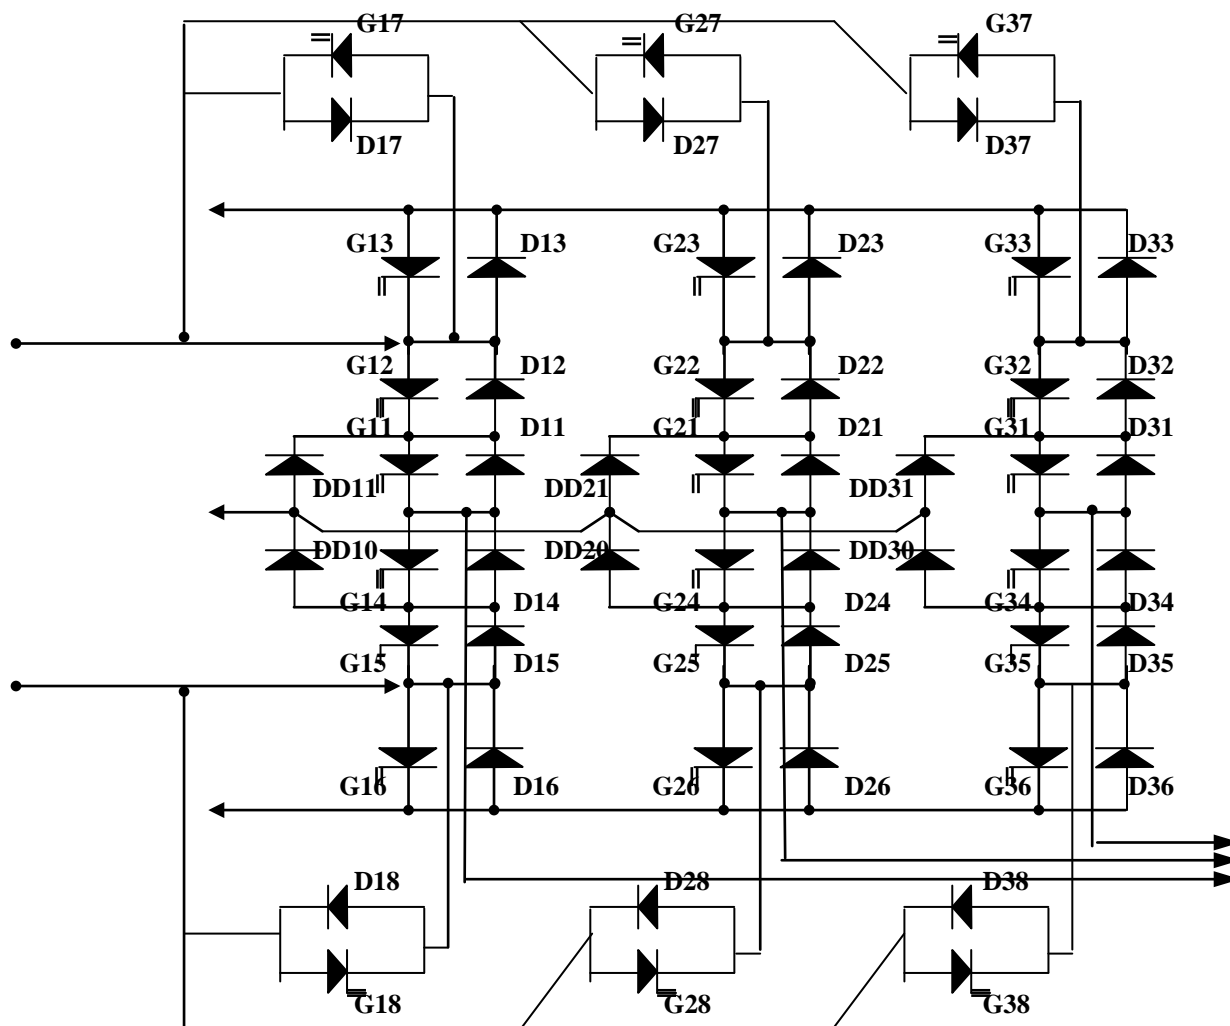 G17 G27 G37
D17 D27 D37
G13 D13 G23 D23 G33 D33
G12 D12 G22 D22 G32 D32
G11 D11 G21 D21 G31 D31
DD11 DD21 DD31
DD10 DD20 DD30
G14 D14 G24 D24 G34 D34
G15 D15 G25 D25 G35 D35
G16 D16 G26 D26 G36 D36
D18 D28 D38
G18 G28 G38